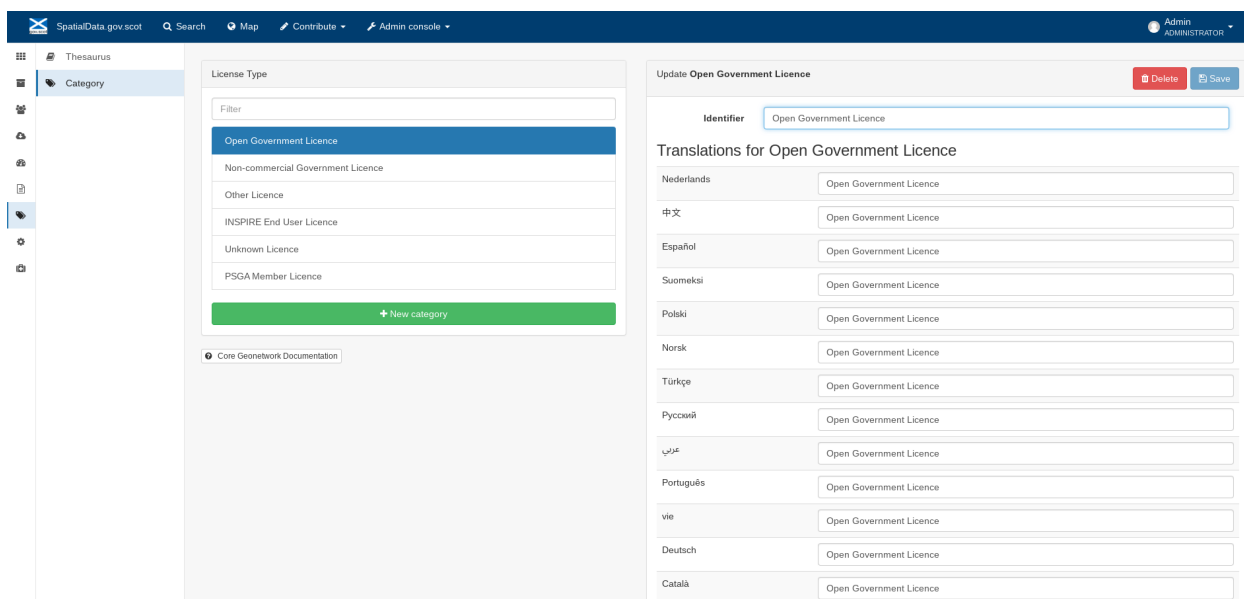 SpatialData.gov.scot Search Map Contribute Admin console Admin
ADMINISTRATOR
Thesaurus
Category
License Type
Filter
Open Government Licence
Non-commercial Government Licence
Other Licence
INSPIRE End User Licence
Unknown Licence
PSGA Member Licence
New category
Core Geonetwork Documentation
Update Open Government Licence
Delete Save
Identifier Open Government Licence
Translations for Open Government Licence
Nederlands Open Government Licence
中文 Open Government Licence
Español Open Government Licence
Suomeksi Open Government Licence
Polski Open Government Licence
Norsk Open Government Licence
Türkçe Open Government Licence
Русский Open Government Licence
عربي Open Government Licence
Português Open Government Licence
vie Open Government Licence
Deutsch Open Government Licence
Català Open Government Licence